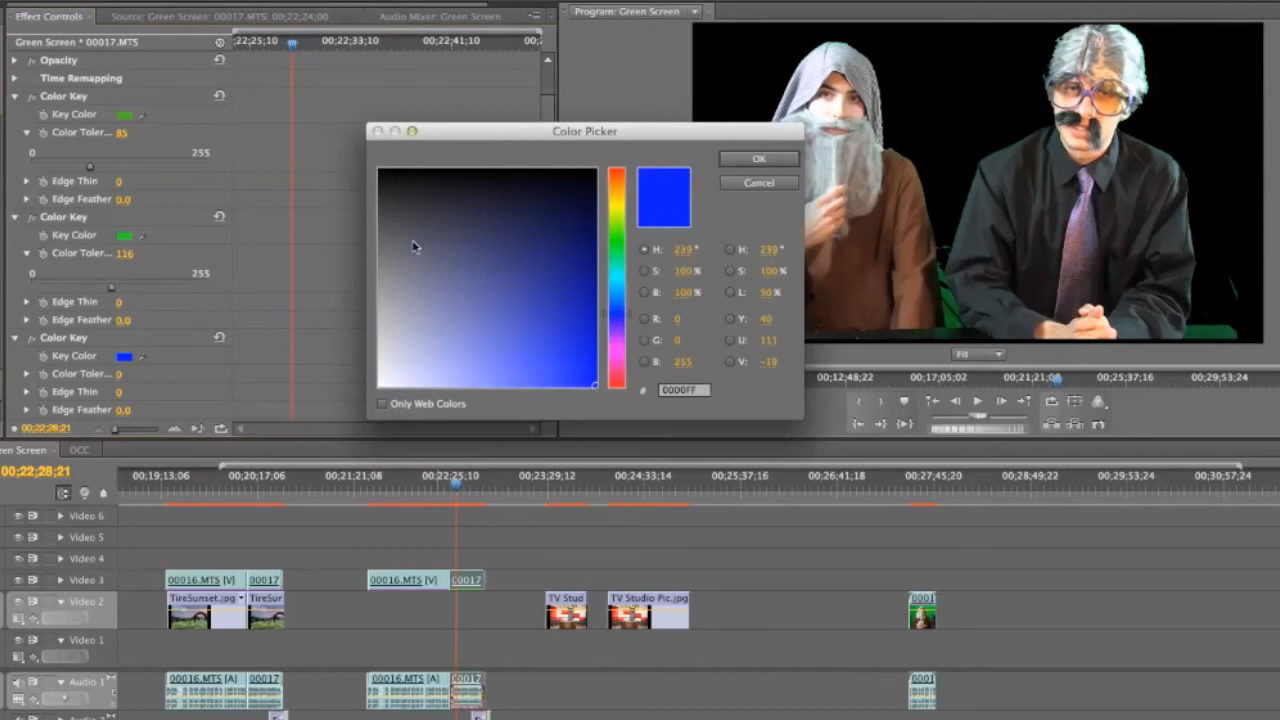 Effect Controls
Source: Green Screen: 00017.MTS: 00;22;24;00
Audio Mixer: Green Screen
Program: Green Screen
Green Screen * 00017.MTS
;22;25;10
00;22;33;10
00;22;41;10
00;2
fx Opacity
Time Remapping
fx Color Key
Key Color
Color Toler... 85
0
255
Edge Thin 0
Edge Feather 0.0
fx Color Key
Key Color
Color Toler... 116
0
255
Edge Thin 0
Edge Feather 0.0
fx Color Key
Key Color
Color Toler... 0
Edge Thin 0
Edge Feather 0.0
00;22;28;21
Color Picker
OK
Cancel
H: 239 °
H: 239 °
S: 100 %
S: 100 %
B: 100 %
L: 50 %
R: 0
Y: 40
G: 0
U: 111
B: 255
V: -19
# 0000FF
Only Web Colors
Fit
00;12;48;22
00;17;05;02
00;21;21;08
00;25;37;16
00;29;53;24
een Screen
OCC
00;22;28;21
00;19;13;06
00;20;17;06
00;21;21;08
00;22;25;10
00;23;29;12
00;24;33;14
00;25;37;16
00;26;41;18
00;27;45;20
00;28;49;22
00;29;53;24
00;30;57;24
Video 6
Video 5
Video 4
Video 3
00016.MTS [V]
00017
00016.MTS [V]
00017
Video 2
TireSunset.jpg
TireSur
TV Stud
TV Studio Pic.jpg
0001
Video 1
Audio 1
00016.MTS [A]
00017
00016.MTS [A]
00017
0001